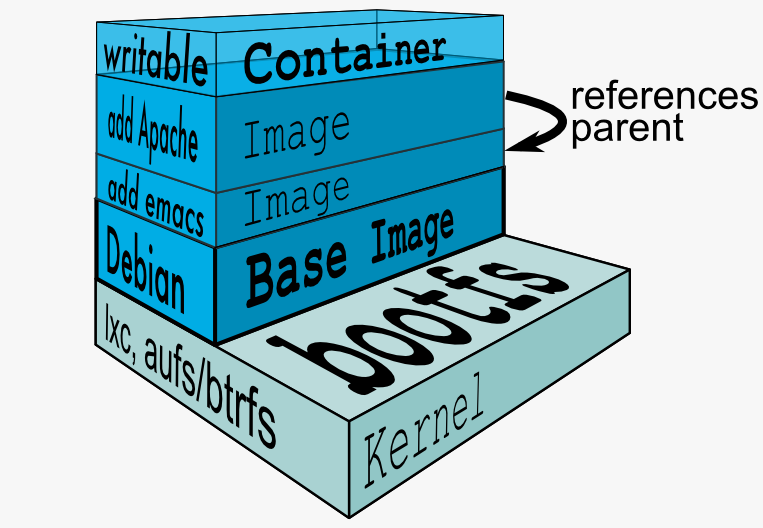 writable
Container
add Apache
Image
references
parent
add emacs
Image
Debian
Base Image
bootfs
lxc, aufs/btrfs
Kernel